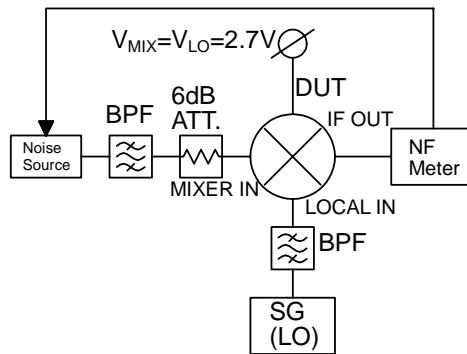 V_MIX=V_LO=2.7V
6dB
ATT.
BPF
DUT
IF OUT
Noise
Source
MIXER IN
NF
Meter
LOCAL IN
BPF
SG
(LO)